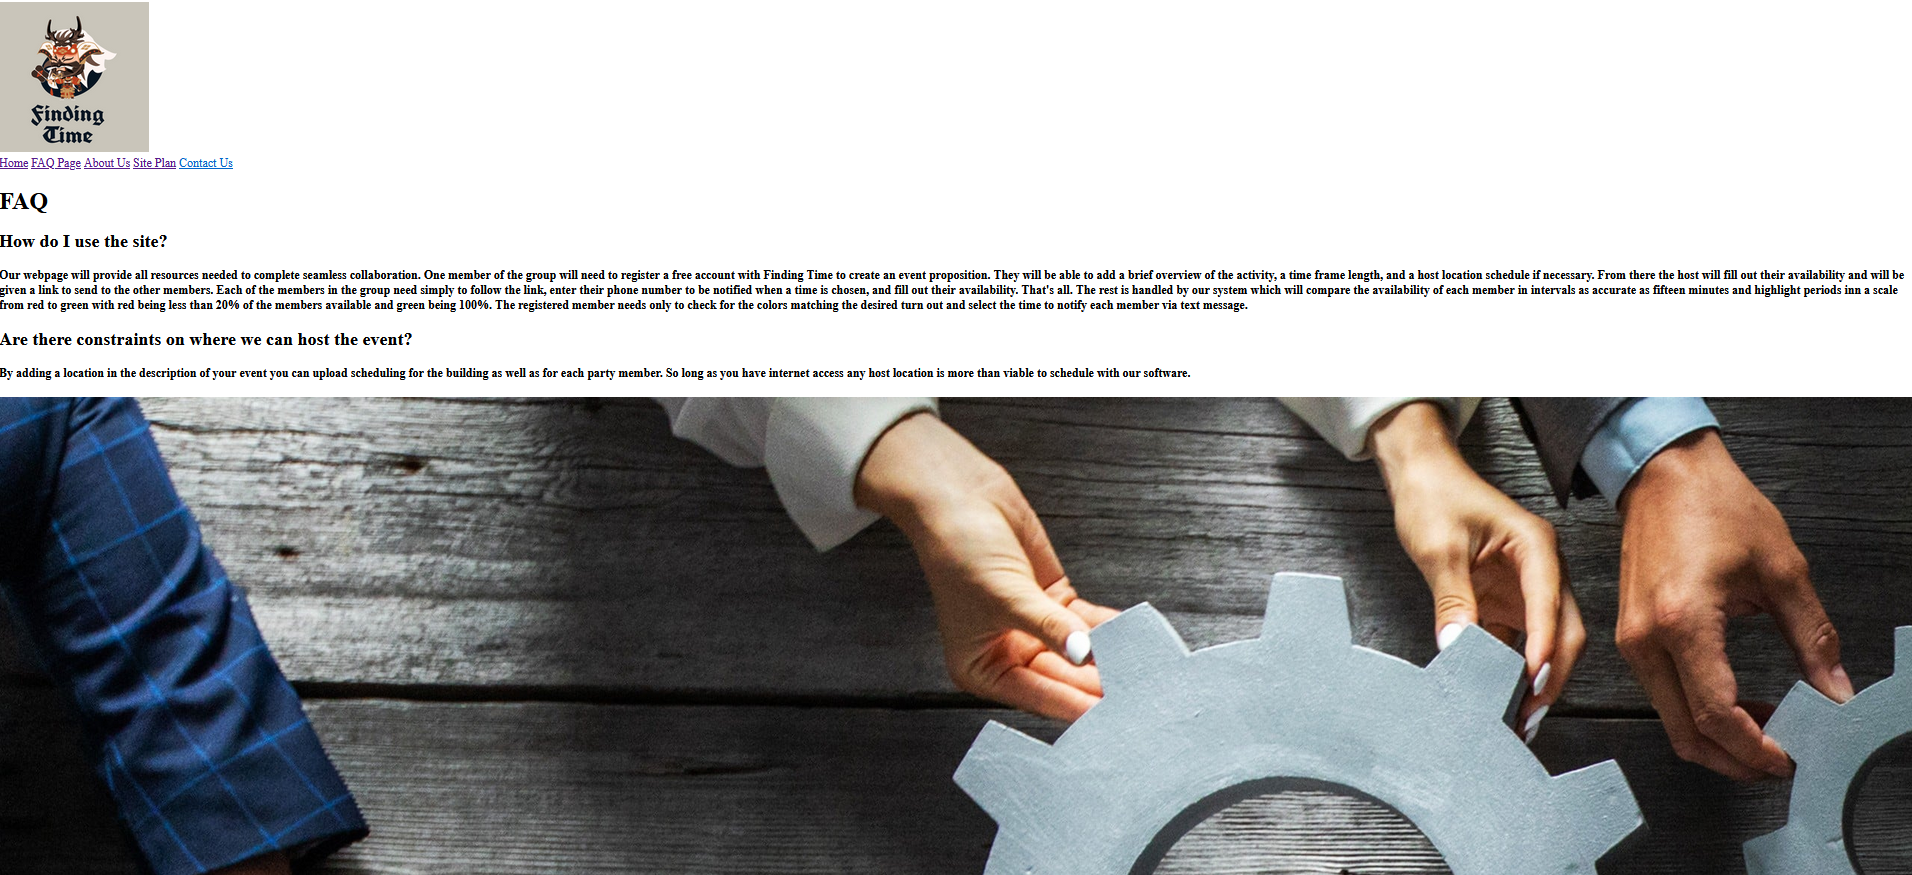 Finding
Time
Home FAQ Page About Us Site Plan Contact Us
FAQ
How do I use the site?
Our webpage will provide all resources needed to complete seamless collaboration. One member of the group will need to register a free account with Finding Time to create an event proposition. They will be able to add a brief overview of the activity, a time frame length, and a host location schedule if necessary. From there the host will fill out their availability and will be
given a link to send to the other members. Each of the members in the group need simply to follow the link, enter their phone number to be notified when a time is chosen, and fill out their availability. That's all. The rest is handled by our system which will compare the availability of each member in intervals as accurate as fifteen minutes and highlight periods inn a scale
from red to green with red being less than 20% of the members available and green being 100%. The registered member needs only to check for the colors matching the desired turn out and select the time to notify each member via text message.
Are there constraints on where we can host the event?
By adding a location in the description of your event you can upload scheduling for the building as well as for each party member. So long as you have internet access any host location is more than viable to schedule with our software.